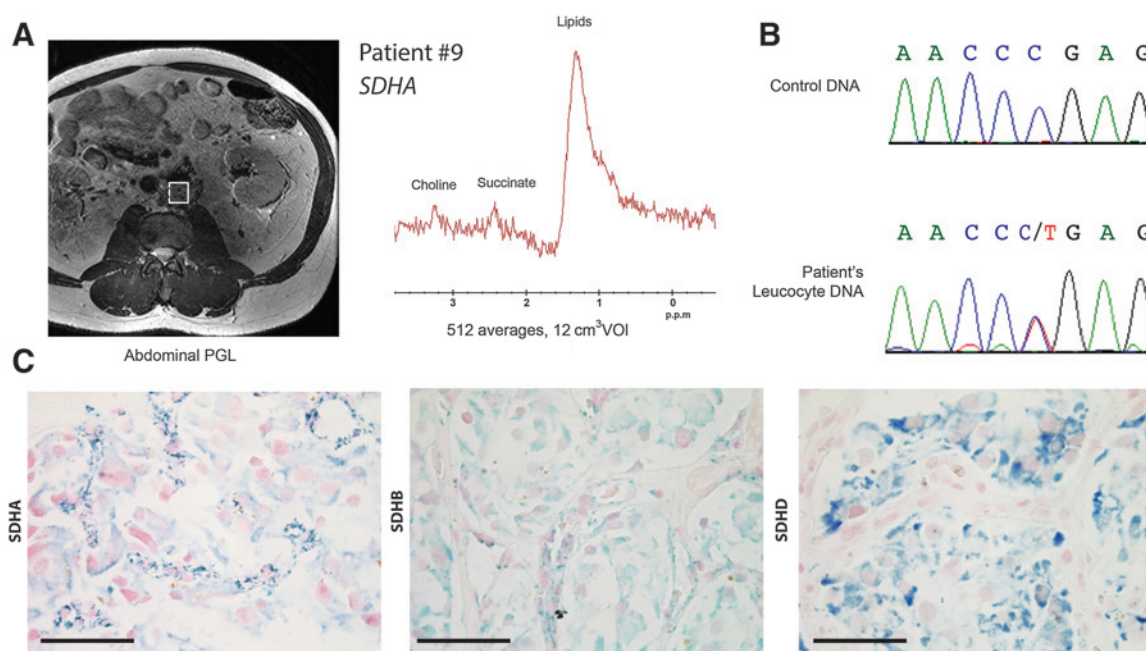 A
Patient #9
SDHA
Lipids
Choline
Succinate
3
2
1
0
p.p.m
512 averages, 12 cm³VOI
Abdominal PGL
B
A A C C C G A G
Control DNA
A A C C C/T G A G
Patient's
Leucocyte DNA
C
SDHA
SDHB
SDHD